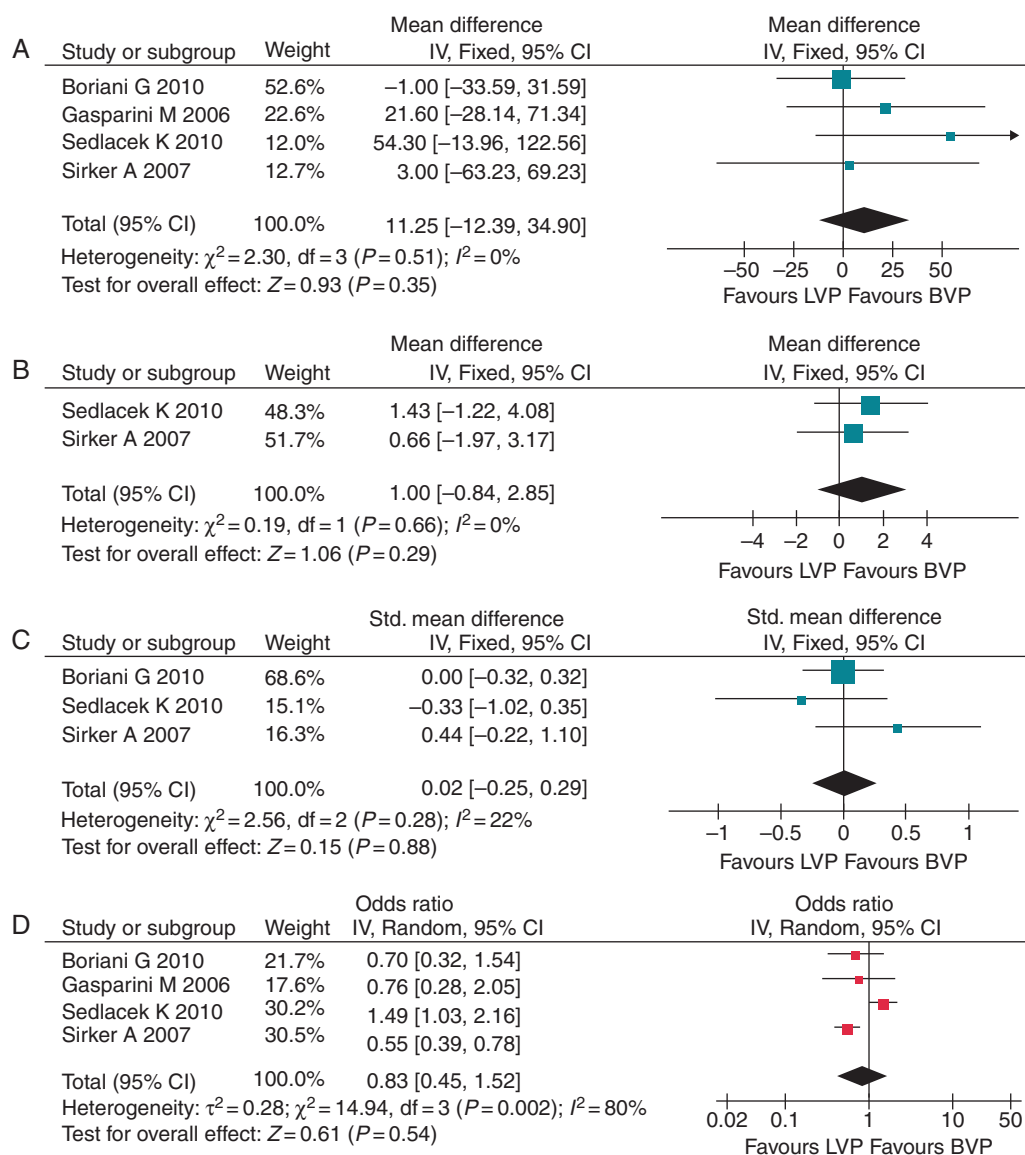 A
Mean difference Mean difference
Study or subgroup Weight IV, Fixed, 95% CI IV, Fixed, 95% CI
Boriani G 2010 52.6% –1.00 [–33.59, 31.59]
Gasparini M 2006 22.6% 21.60 [–28.14, 71.34]
Sedlacek K 2010 12.0% 54.30 [–13.96, 122.56]
Sirker A 2007 12.7% 3.00 [–63.23, 69.23]
Total (95% CI) 100.0% 11.25 [–12.39, 34.90]
Heterogeneity: χ² = 2.30, df = 3 (P = 0.51); I² = 0%
Test for overall effect: Z = 0.93 (P = 0.35)
–50 –25 0 25 50
Favours LVP Favours BVP
B
Mean difference Mean difference
Study or subgroup Weight IV, Fixed, 95% CI IV, Fixed, 95% CI
Sedlacek K 2010 48.3% 1.43 [–1.22, 4.08]
Sirker A 2007 51.7% 0.66 [–1.97, 3.17]
Total (95% CI) 100.0% 1.00 [–0.84, 2.85]
Heterogeneity: χ² = 0.19, df = 1 (P = 0.66); I² = 0%
Test for overall effect: Z = 1.06 (P = 0.29)
–4 –2 0 2 4
Favours LVP Favours BVP
C
Std. mean difference Std. mean difference
Study or subgroup Weight IV, Fixed, 95% CI IV, Fixed, 95% CI
Boriani G 2010 68.6% 0.00 [–0.32, 0.32]
Sedlacek K 2010 15.1% –0.33 [–1.02, 0.35]
Sirker A 2007 16.3% 0.44 [–0.22, 1.10]
Total (95% CI) 100.0% 0.02 [–0.25, 0.29]
Heterogeneity: χ² = 2.56, df = 2 (P = 0.28); I² = 22%
Test for overall effect: Z = 0.15 (P = 0.88)
–1 –0.5 0 0.5 1
Favours LVP Favours BVP
D
Odds ratio Odds ratio
Study or subgroup Weight IV, Random, 95% CI IV, Random, 95% CI
Boriani G 2010 21.7% 0.70 [0.32, 1.54]
Gasparini M 2006 17.6% 0.76 [0.28, 2.05]
Sedlacek K 2010 30.2% 1.49 [1.03, 2.16]
Sirker A 2007 30.5% 0.55 [0.39, 0.78]
Total (95% CI) 100.0% 0.83 [0.45, 1.52]
Heterogeneity: τ² = 0.28; χ² = 14.94, df = 3 (P = 0.002); I² = 80%
Test for overall effect: Z = 0.61 (P = 0.54)
0.02 0.1 1 10 50
Favours LVP Favours BVP